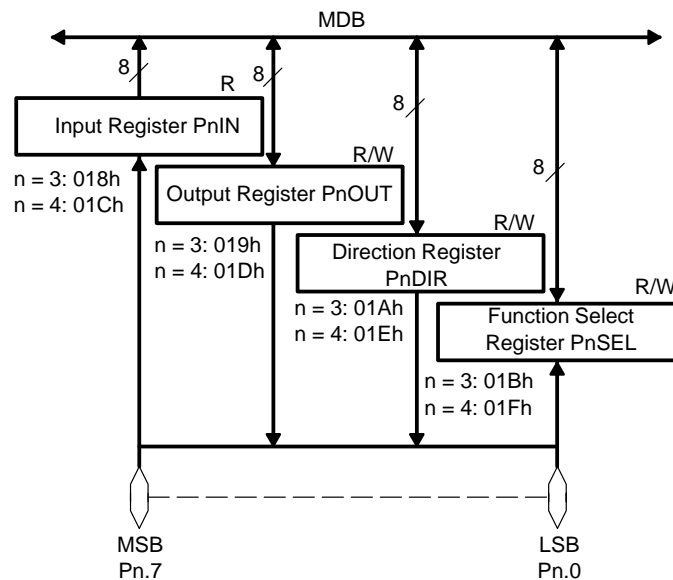 MDB
8
R
8
8
8
Input Register PnIN
n = 3: 018h
n = 4: 01Ch
R/W
Output Register PnOUT
n = 3: 019h
n = 4: 01Dh
R/W
Direction Register
PnDIR
n = 3: 01Ah
n = 4: 01Eh
R/W
Function Select
Register PnSEL
n = 3: 01Bh
n = 4: 01Fh
MSB
Pn.7
LSB
Pn.0